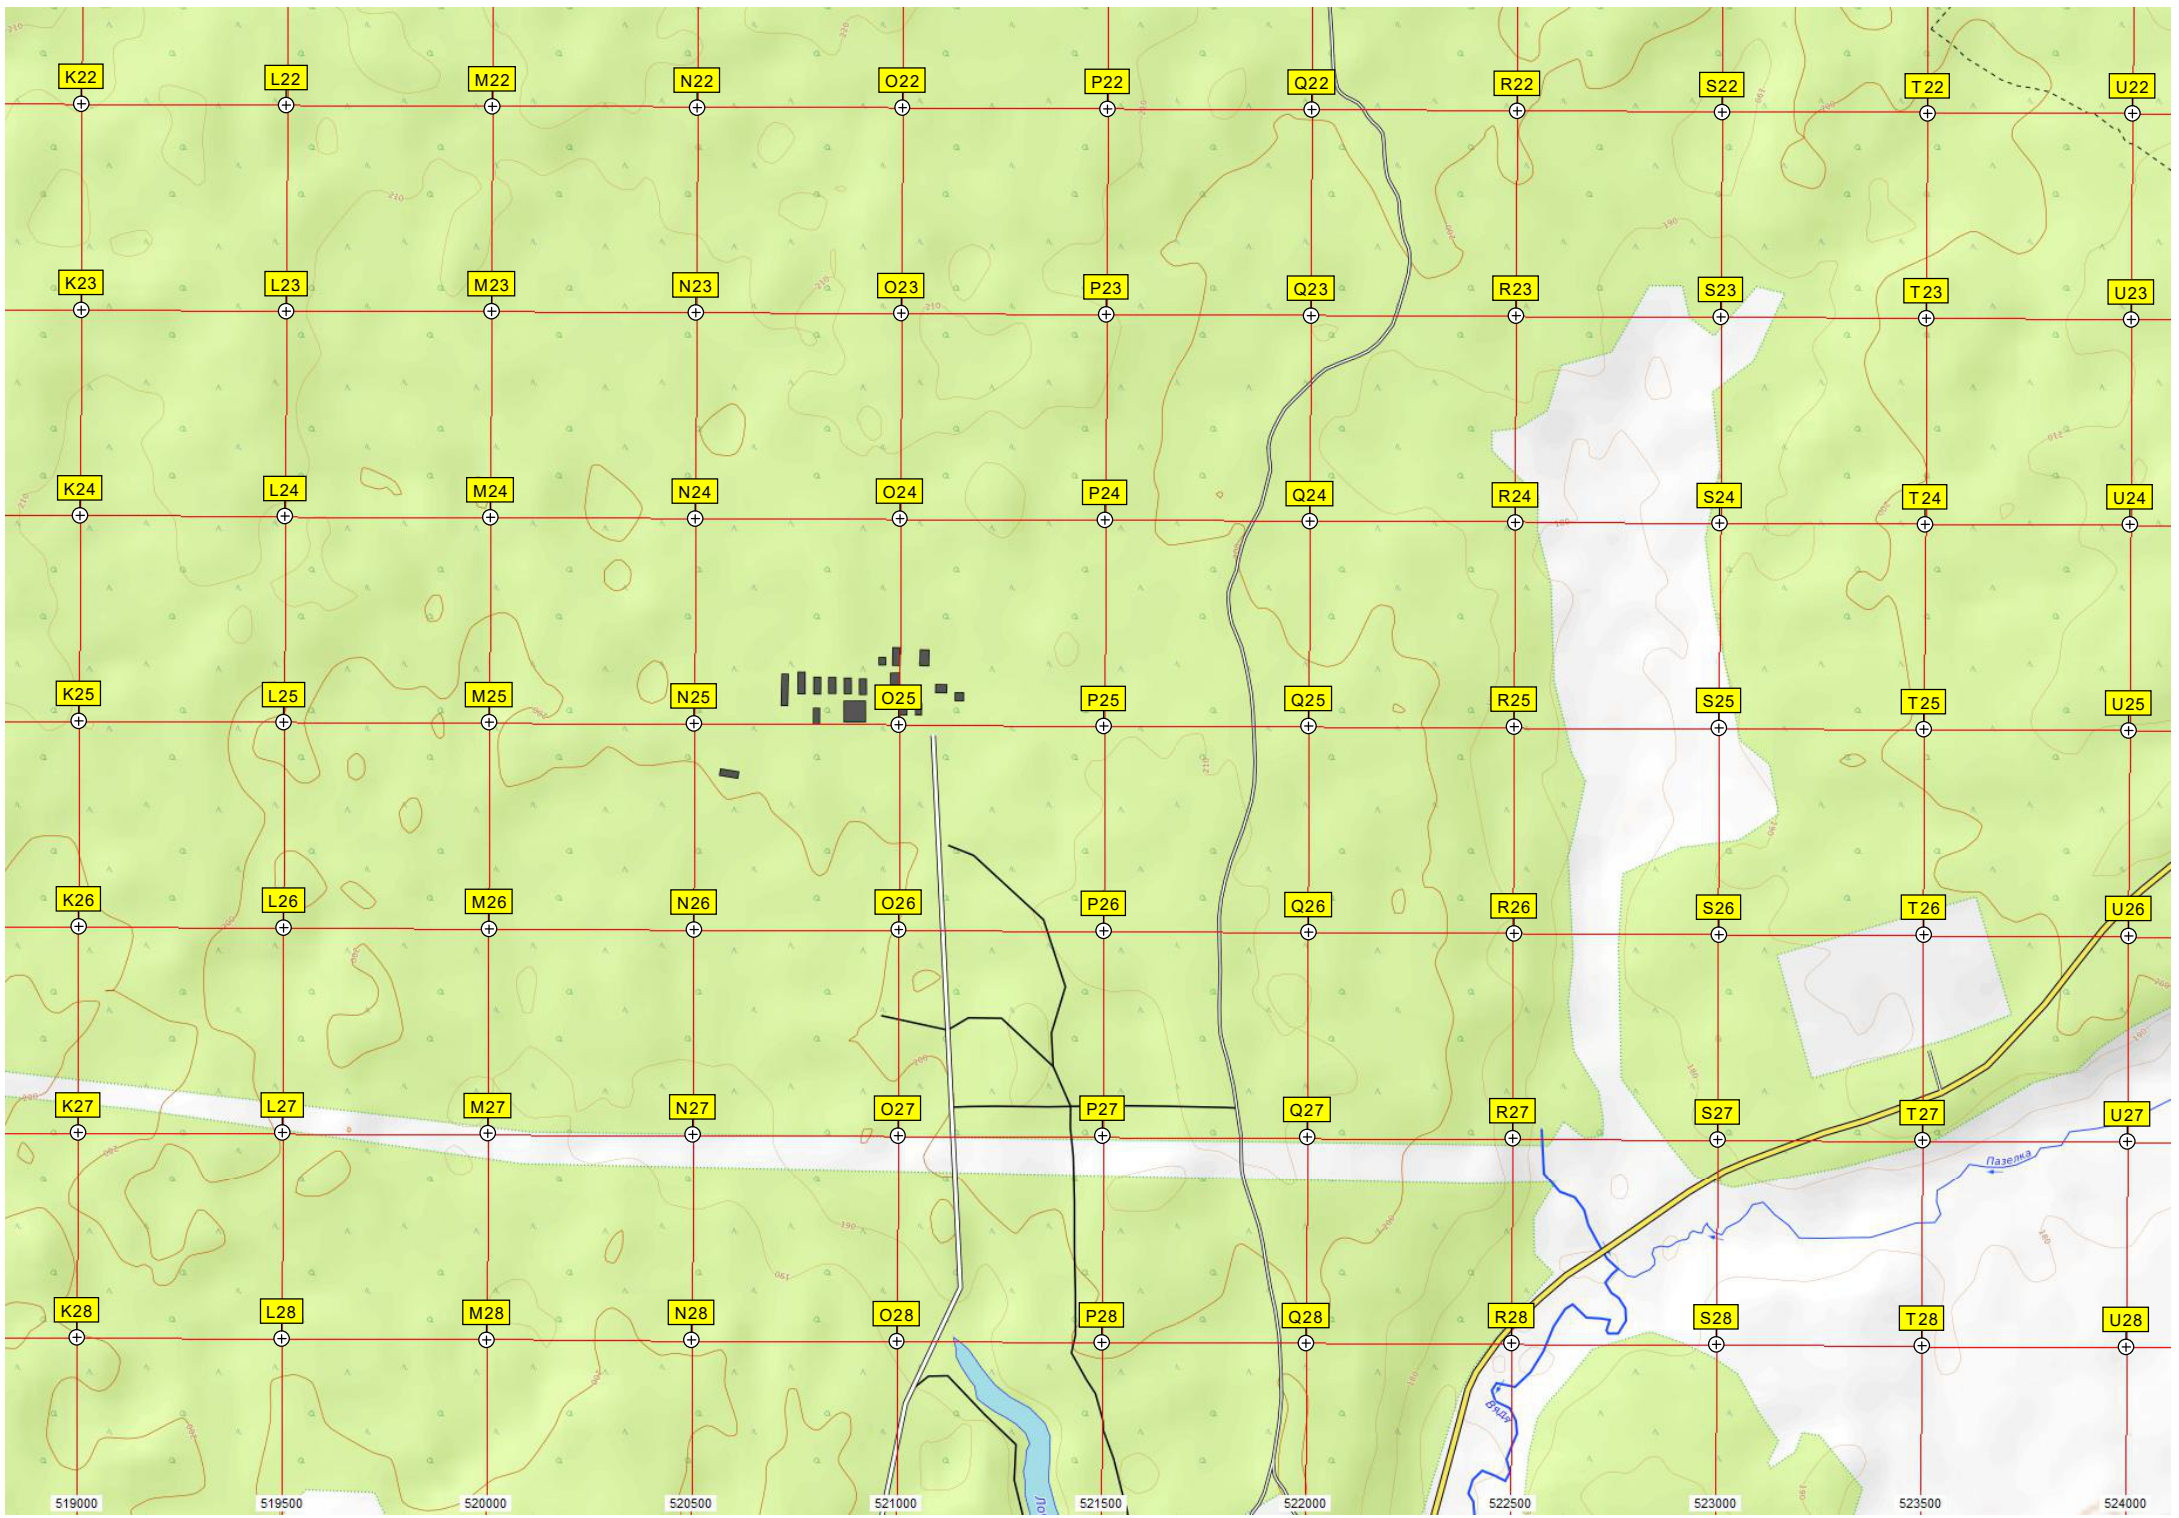 K22 L22 M22 N22 O22 P22 Q22 R22 S22 T22 U22
K23 L23 M23 N23 O23 P23 Q23 R23 S23 T23 U23
K24 L24 M24 N24 O24 P24 Q24 R24 S24 T24 U24
K25 L25 M25 N25 O25 P25 Q25 R25 S25 T25 U25
K26 L26 M26 N26 O26 P26 Q26 R26 S26 T26 U26
K27 L27 M27 N27 O27 P27 Q27 R27 S27 T27 U27
Пазелка
K28 L28 M28 N28 O28 P28 Q28 R28 S28 T28 U28
Вядя
519000 519500 520000 520500 521000 521500 522000 522500 523000 523500 524000